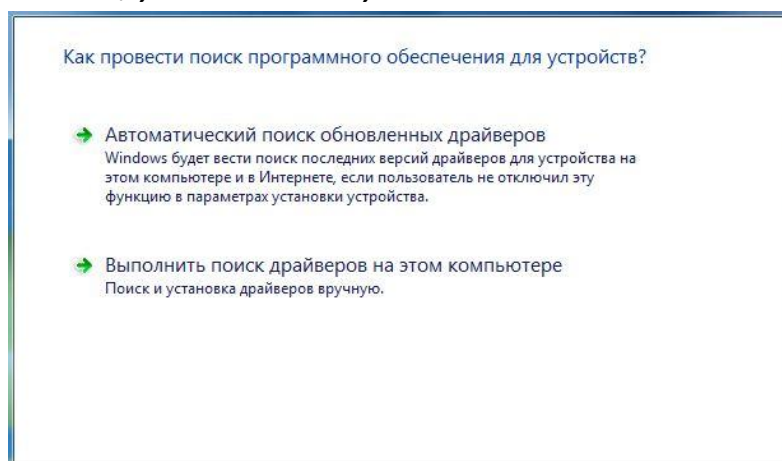 Как провести поиск программного обеспечения для устройств?
Автоматический поиск обновленных драйверов
Windows будет вести поиск последних версий драйверов для устройства на
этом компьютере и в Интернете, если пользователь не отключил эту
функцию в параметрах установки устройства.
Выполнить поиск драйверов на этом компьютере
Поиск и установка драйверов вручную.